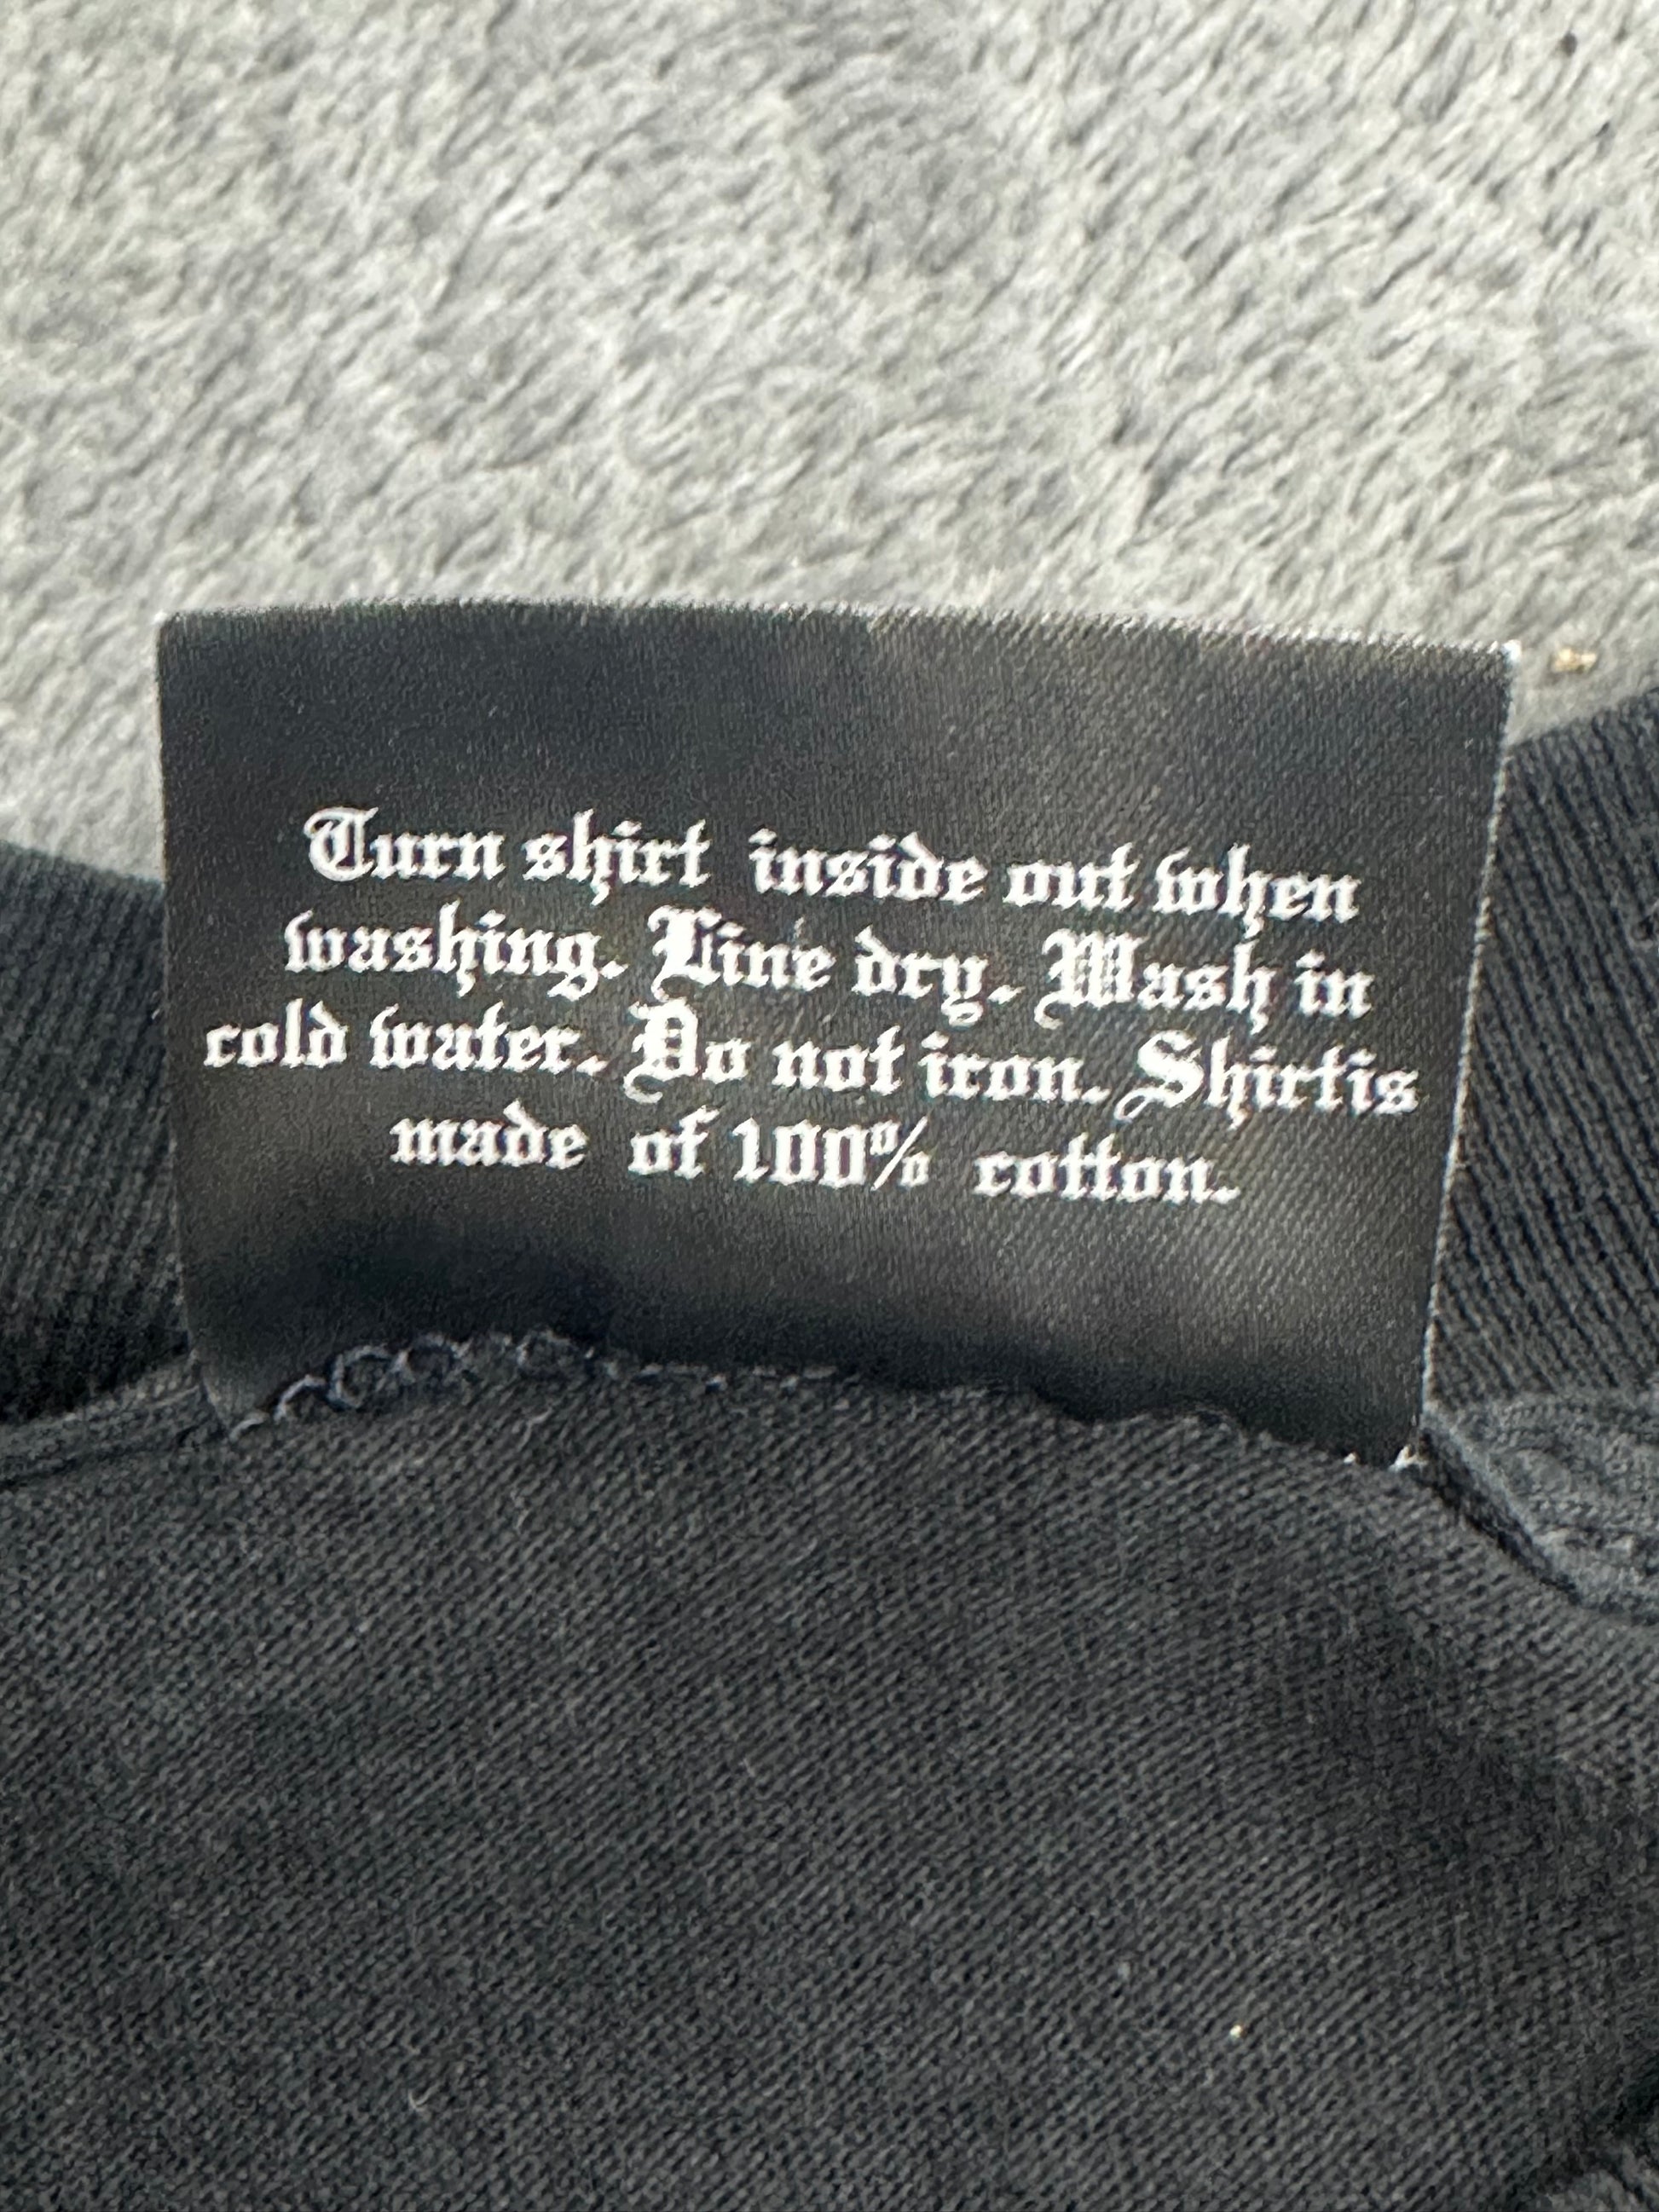 Turn shirt inside out when
washing. Line dry. Wash in
cold water. Do not iron. Shirtis
made of 100% cotton.